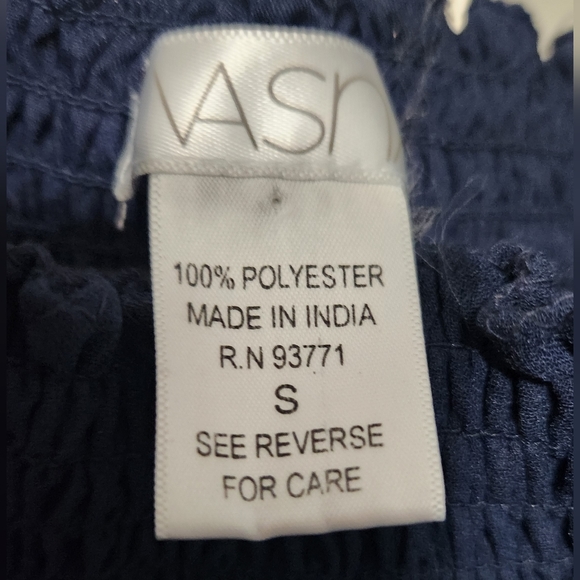 100% POLYESTER
MADE IN INDIA
R.N 93771
S
SEE REVERSE
FOR CARE